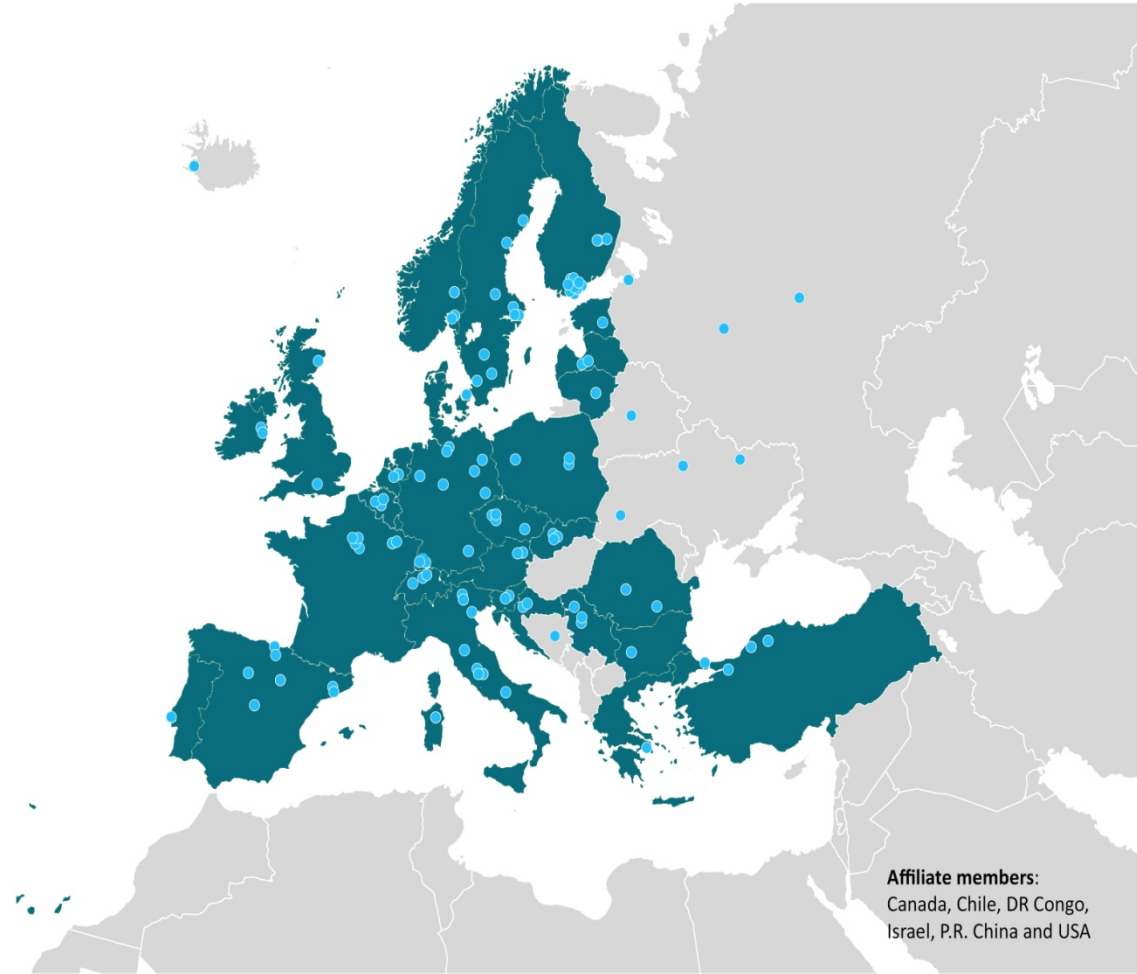 Affiliate members:
Canada, Chile, DR Congo,
Israel, P.R. China and USA